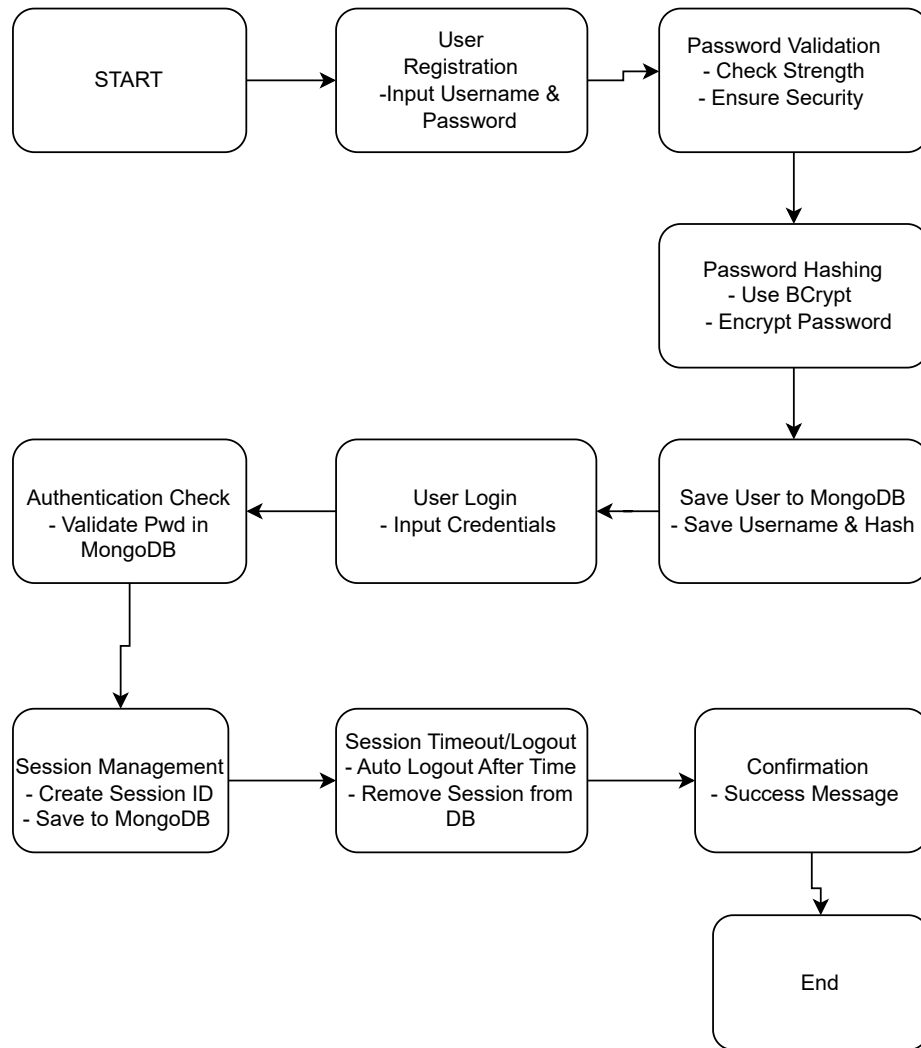 START
User
Registration
-Input Username &
Password
Password Validation
- Check Strength
- Ensure Security
Password Hashing
- Use BCrypt
- Encrypt Password
Save User to MongoDB
- Save Username & Hash
User Login
- Input Credentials
Authentication Check
- Validate Pwd in
MongoDB
Session Management
- Create Session ID
- Save to MongoDB
Session Timeout/Logout
- Auto Logout After Time
- Remove Session from
DB
Confirmation
- Success Message
End